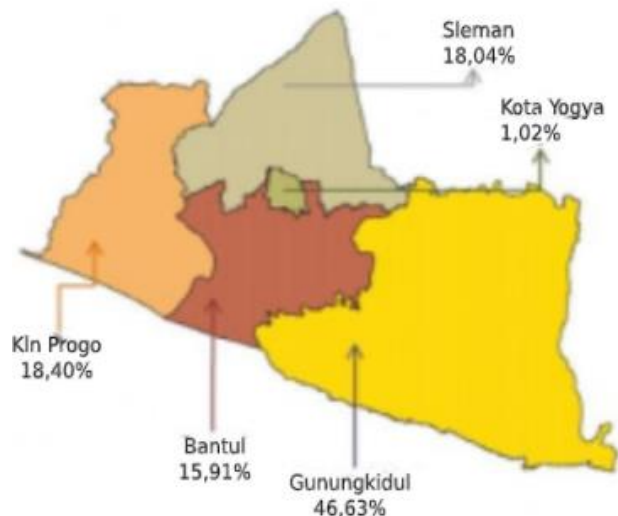 Sleman
18,04%
Kota Yogya
1,02%
Kln Progo
18,40%
Bantul
15,91%
Gunungkidul
46,63%